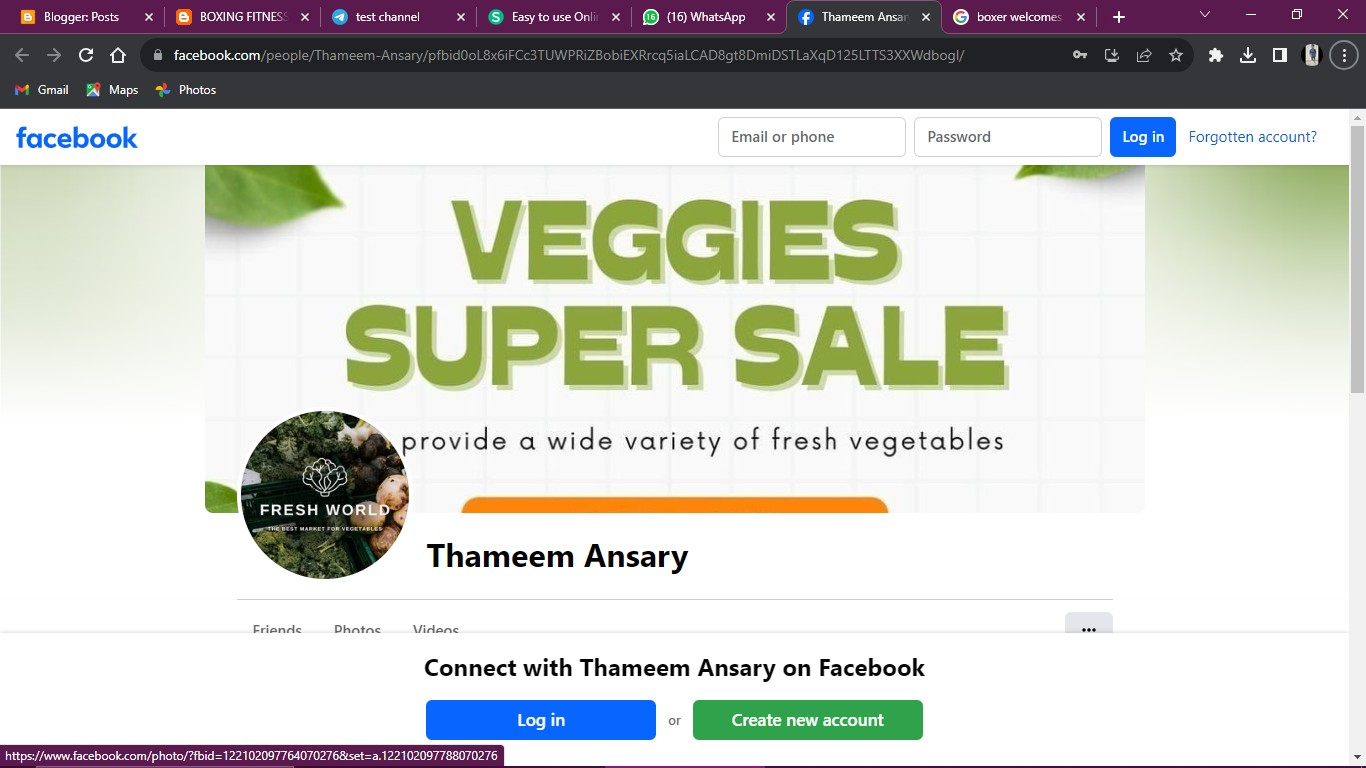 Blogger: Posts
BOXING FITNESS
test channel
Easy to use Onli
(16) WhatsApp
Thameem Ansar
boxer welcomes
facebook.com/people/Thameem-Ansary/pfbid0oL8x6iFCc3TUWPRiZBobiEXRrcq5iaLCAD8gt8DmiDSTLaXqD125LTTS3XXWdbogl/
Gmail
Maps
Photos
facebook
Email or phone
Password
Log in
Forgotten account?
VEGGIES
SUPER SALE
provide a wide variety of fresh vegetables
FRESH WORLD
THE BEST MARKET FOR VEGETABLES
Thameem Ansary
Friends
Photos
Videos
Connect with Thameem Ansary on Facebook
Log in
or
Create new account
https://www.facebook.com/photo/?fbid=122102097764070276&set=a.122102097788070276